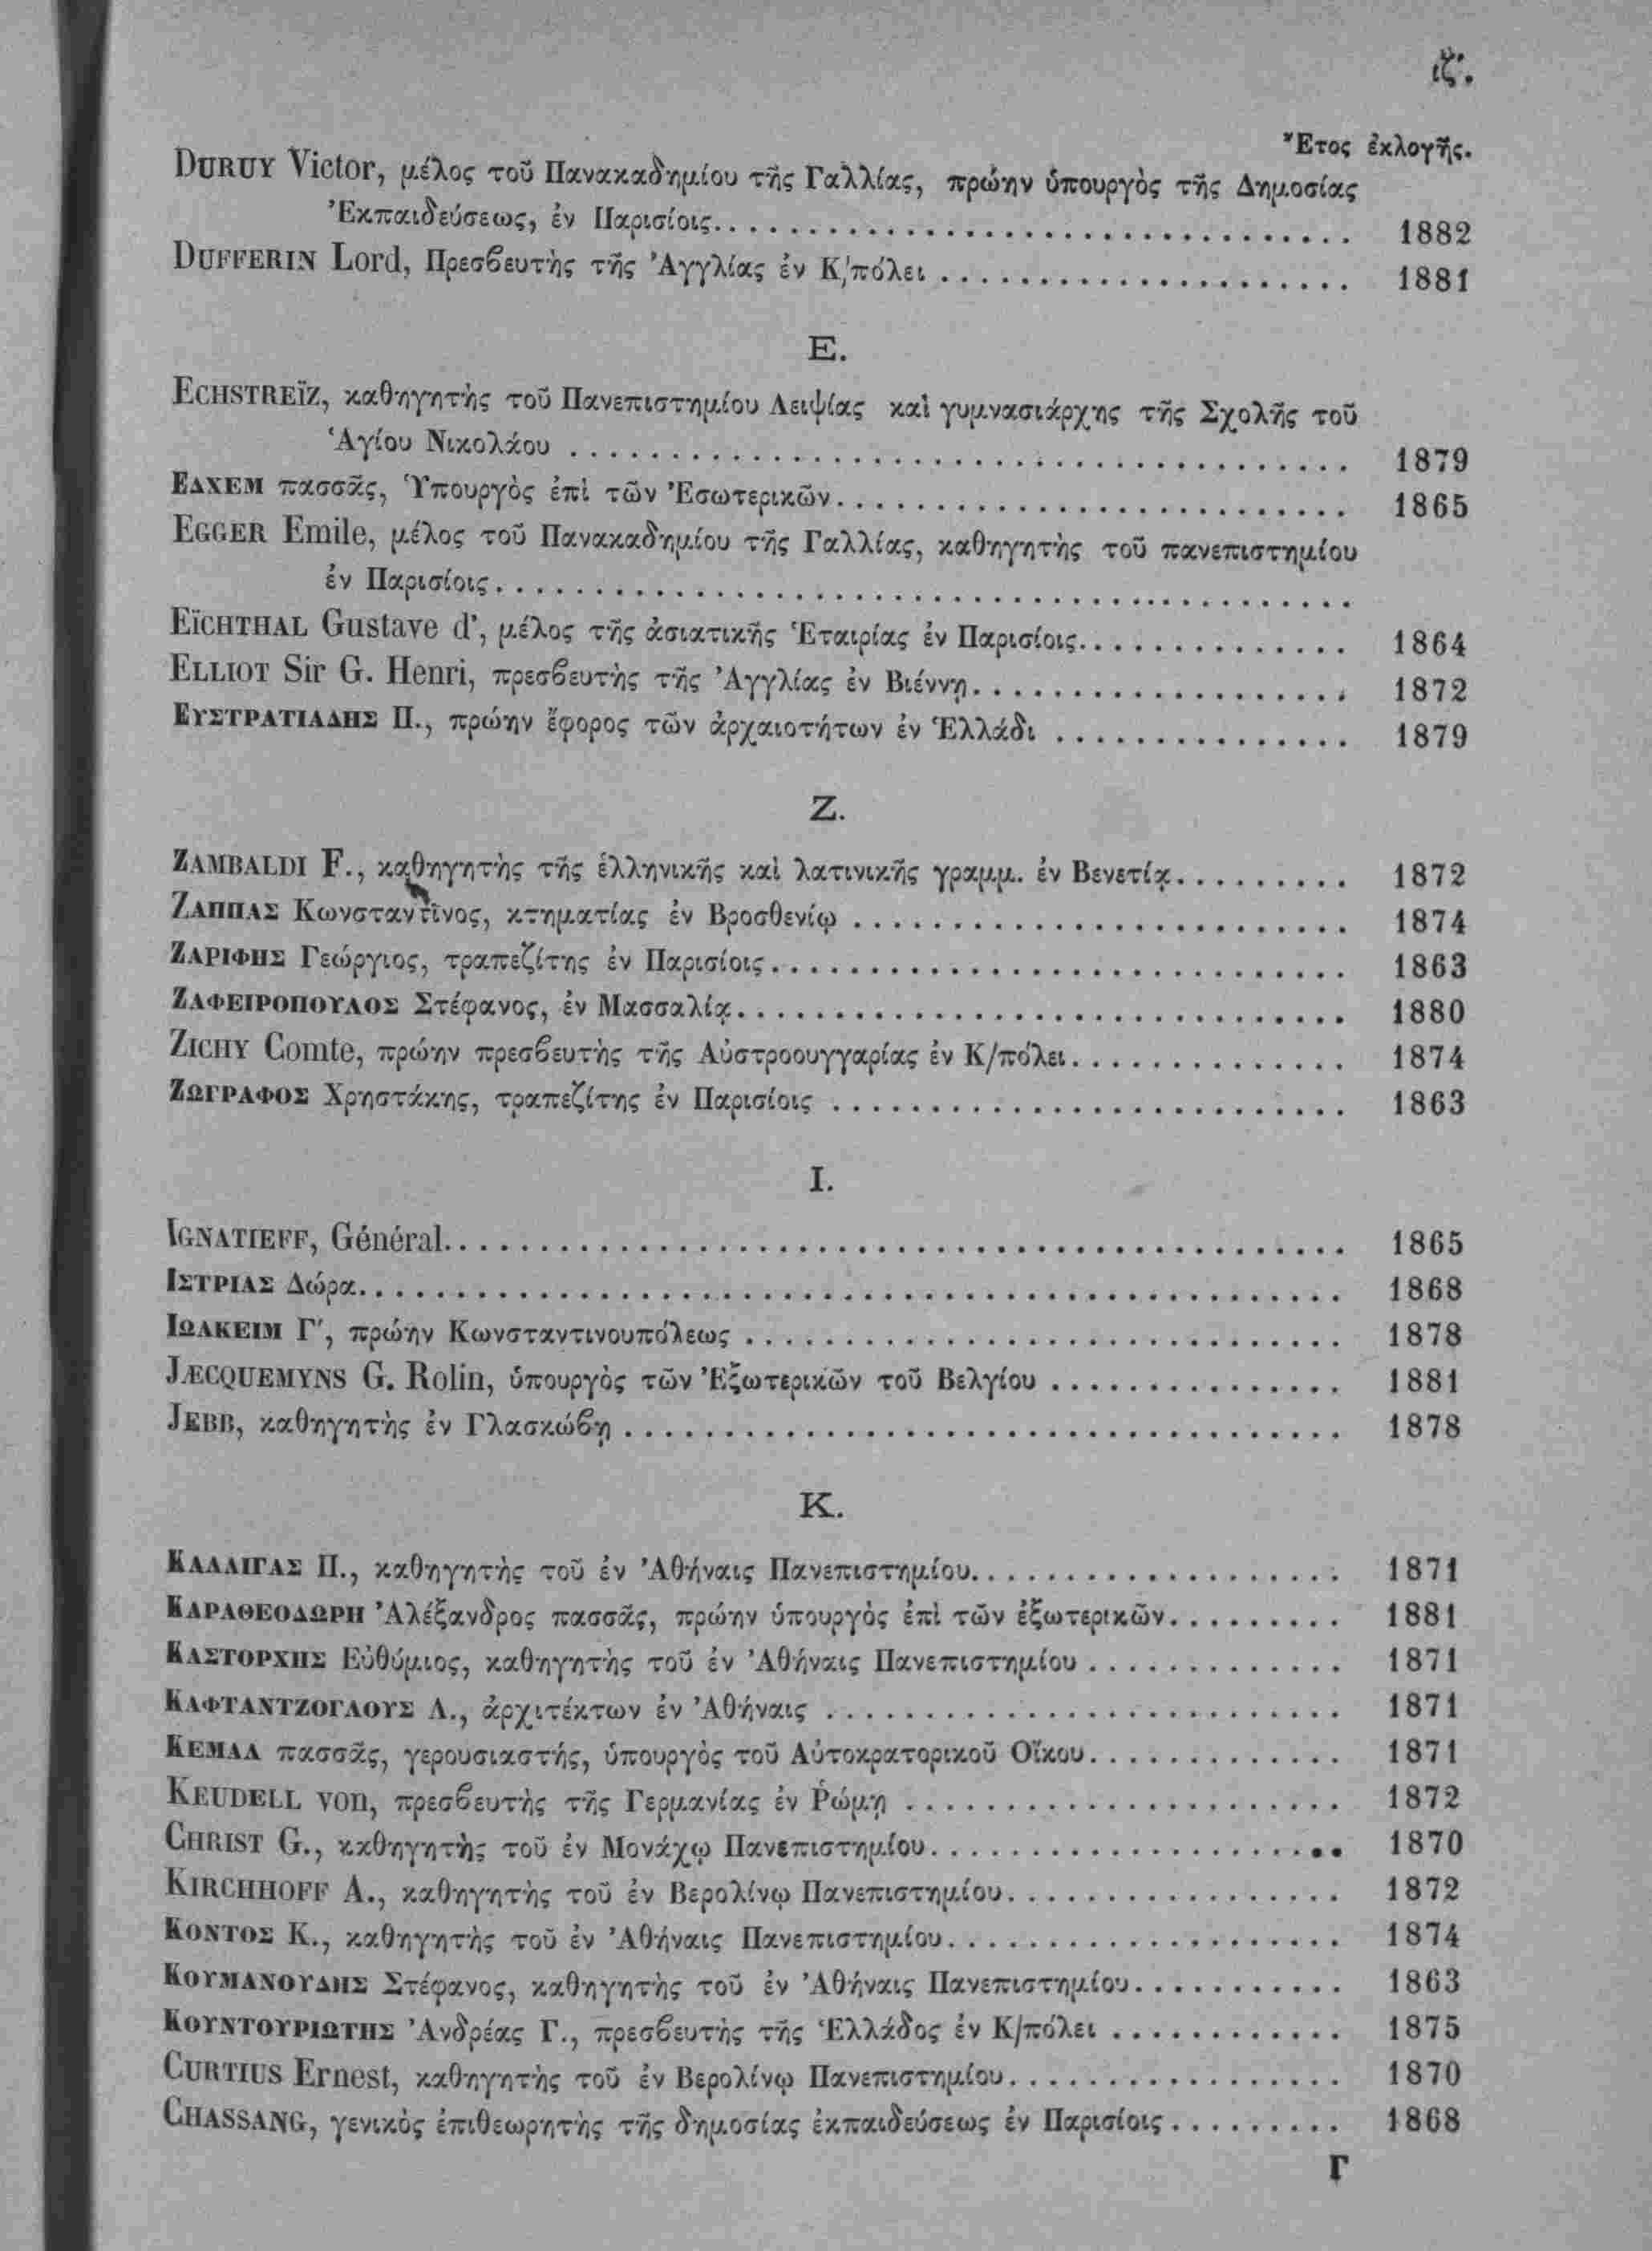 ιζ΄.
Ἔτος ἐκλογῆς.
DURUY Victor, μέλος τοῦ Πανακαδημίου τῆς Γαλλίας, πρώην ὑπουργὸς τῆς Δημοσίας
Ἐκπαιδεύσεως, ἐν Παρισίοις................................ 1882
DUFFERIN Lord, Πρεσβευτὴς τῆς Ἀγγλίας ἐν Κ/πόλει ..................... 1881
Ε.
ECHSTREÏZ, καθηγητὴς τοῦ Πανεπιστημίου Λειψίας καὶ γυμνασιάρχης τῆς Σχολῆς τοῦ
Ἁγίου Νικολάου ........................................ 1879
ΕΔΧΕΜ πασσᾶς, Ὑπουργὸς ἐπὶ τῶν Ἐσωτερικῶν.......................... 1865
EGGER Emile, μέλος τοῦ Πανακαδημίου τῆς Γαλλίας, καθηγητὴς τοῦ πανεπιστημίου
ἐν Παρισίοις............................................
EÏCHTHAL Gustave d', μέλος τῆς ἀσιατικῆς Ἑταιρίας ἐν Παρισίοις.............. 1864
ELLIOT Sir G. Henri, πρεσβευτὴς τῆς Ἀγγλίας ἐν Βιέννῃ................... 1872
ΕΥΣΤΡΑΤΙΑΔΗΣ Π., πρώην ἔφορος τῶν ἀρχαιοτήτων ἐν Ἑλλάδι ............... 1879
Ζ.
ZAMBALDI F., καθηγητὴς τῆς ἑλληνικῆς καὶ λατινικῆς γραμμ. ἐν Βενετίᾳ......... 1872
ΖΑΠΠΑΣ Κωνσταντῖνος, κτηματίας ἐν Βροσθενίῳ ......................... 1874
ΖΑΡΙΦΗΣ Γεώργιος, τραπεζίτης ἐν Παρισίοις............................. 1863
ΖΑΦΕΙΡΟΠΟΥΛΟΣ Στέφανος, ἐν Μασσαλίᾳ............................... 1880
ZICHY Comte, πρώην πρεσβευτὴς τῆς Αὐστροουγγαρίας ἐν Κ/πόλει.............. 1874
ΖΩΓΡΑΦΟΣ Χρηστάκης, τραπεζίτης ἐν Παρισίοις .......................... 1863
Ι.
IGNATIEFF, Général.............................................. 1865
ΙΣΤΡΙΑΣ Δώρα.................................................. 1868
ΙΩΑΚΕΙΜ Γ΄, πρώην Κωνσταντινουπόλεως .............................. 1878
JÆCQUEMYNS G. Rolin, ὑπουργὸς τῶν Ἐξωτερικῶν τοῦ Βελγίου ............... 1881
JEBB, καθηγητὴς ἐν Γλασκώβῃ .................................... 1878
Κ.
ΚΑΛΛΙΓΑΣ Π., καθηγητὴς τοῦ ἐν Ἀθήναις Πανεπιστημίου................... 1871
ΚΑΡΑΘΕΟΔΩΡΗ Ἀλέξανδρος πασσᾶς, πρώην ὑπουργὸς ἐπὶ τῶν ἐξωτερικῶν......... 1881
ΚΑΣΤΟΡΧΗΣ Εὐθύμιος, καθηγητὴς τοῦ ἐν Ἀθήναις Πανεπιστημίου ............. 1871
ΚΑΦΤΑΝΤΖΟΓΛΟΥΣ Λ., ἀρχιτέκτων ἐν Ἀθήναις .......................... 1871
ΚΕΜΑΛ πασσᾶς, γερουσιαστής, ὑπουργὸς τοῦ Αὐτοκρατορικοῦ Οἴκου............. 1871
KEUDELL von, πρεσβευτὴς τῆς Γερμανίας ἐν Ῥώμῃ ...................... 1872
CHRIST G., καθηγητὴς τοῦ ἐν Μονάχῳ Πανεπιστημίου..................... 1870
KIRCHHOFF A., καθηγητὴς τοῦ ἐν Βερολίνῳ Πανεπιστημίου................. 1872
ΚΟΝΤΟΣ Κ., καθηγητὴς τοῦ ἐν Ἀθήναις Πανεπιστημίου.................... 1874
ΚΟΥΜΑΝΟΥΔΗΣ Στέφανος, καθηγητὴς τοῦ ἐν Ἀθήναις Πανεπιστημίου........... 1863
ΚΟΥΝΤΟΥΡΙΩΤΗΣ Ἀνδρέας Γ., πρεσβευτὴς τῆς Ἑλλάδος ἐν Κ/πόλει ............ 1875
CURTIUS Ernest, καθηγητὴς τοῦ ἐν Βερολίνῳ Πανεπιστημίου................. 1870
CHASSANG, γενικὸς ἐπιθεωρητὴς τῆς δημοσίας ἐκπαιδεύσεως ἐν Παρισίοις ......... 1868
Γ